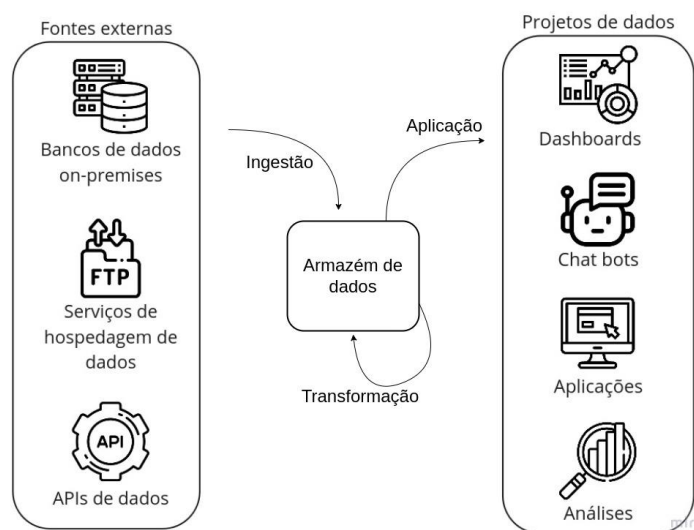 Fontes externas
Bancos de dados
on-premises
FTP
Serviços de
hospedagem de
dados
API
APIs de dados
Ingestão
Armazém de
dados
Transformação
Aplicação
Projetos de dados
Dashboards
Chat bots
Aplicações
Análises